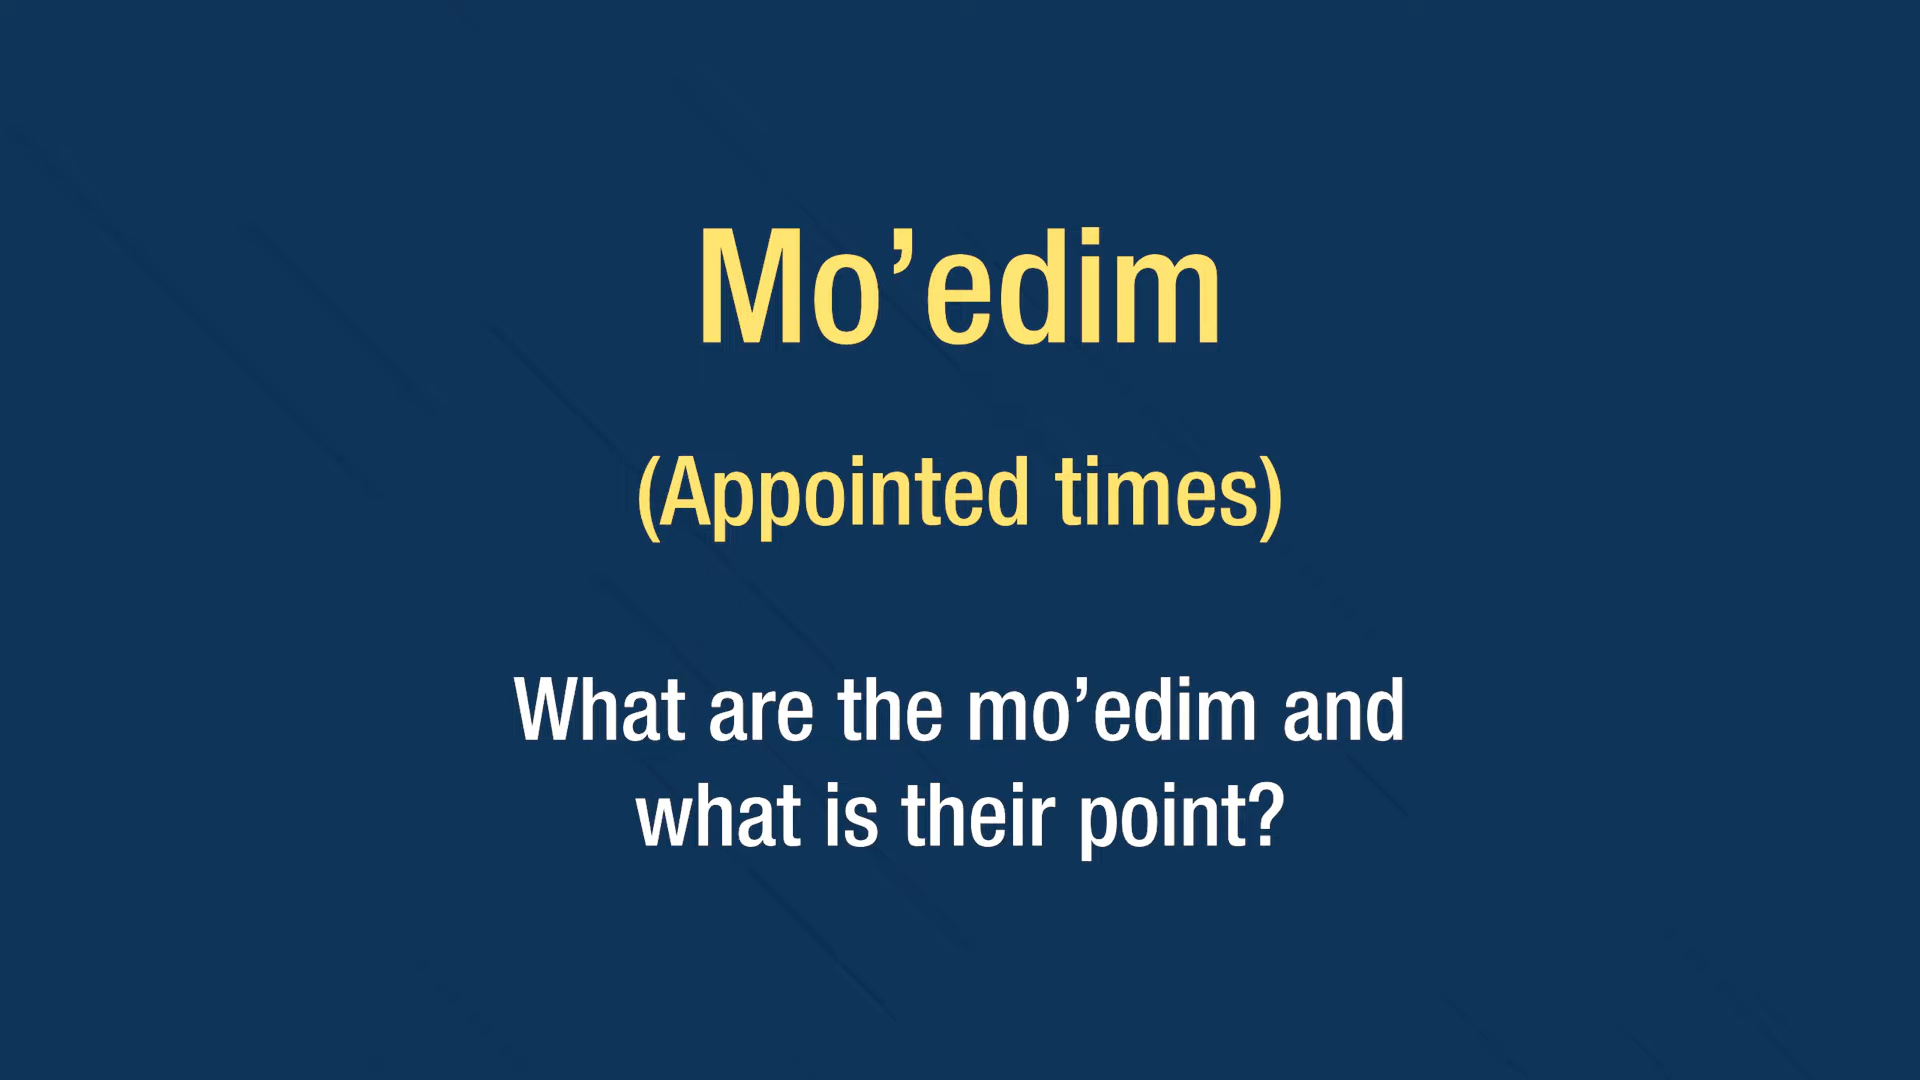 Mo’edim
(Appointed times)
What are the mo’edim and
what is their point?